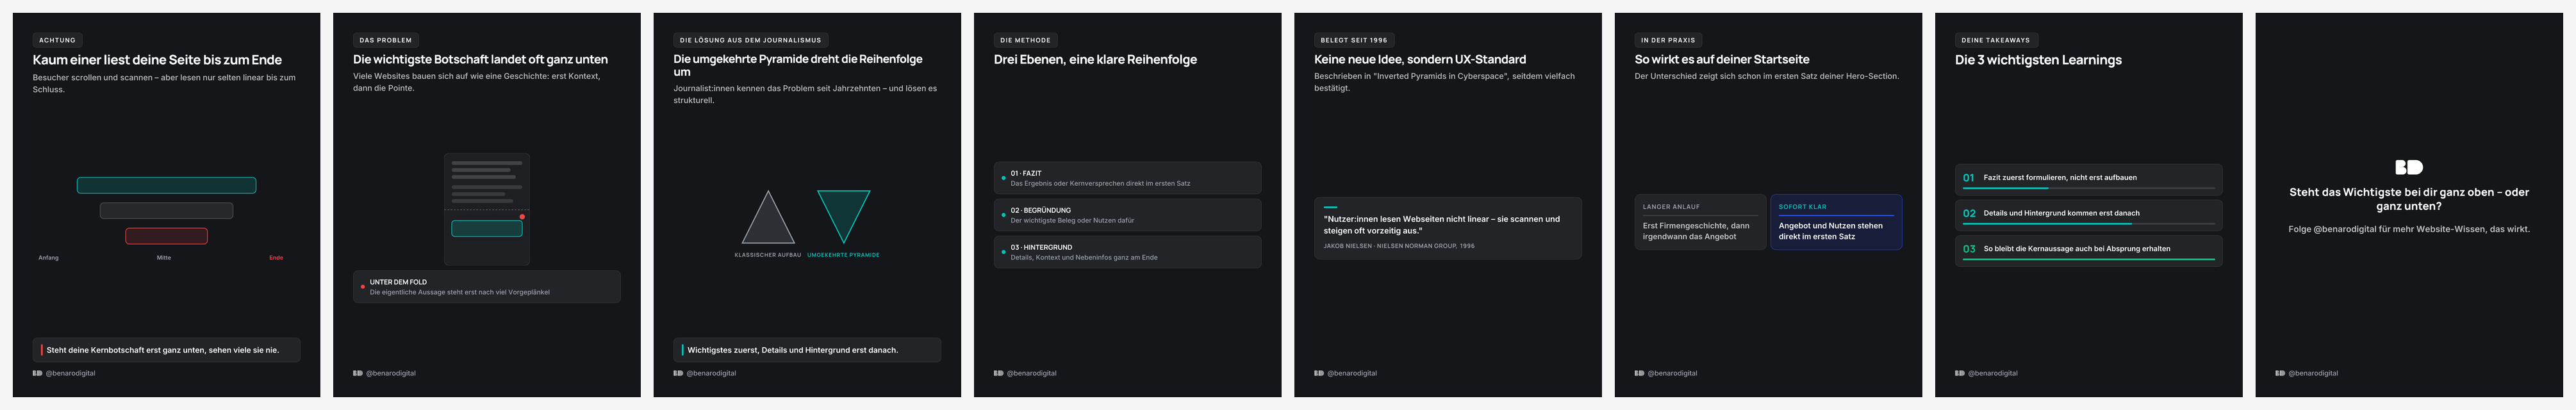 ACHTUNG
Kaum einer liest deine Seite bis zum Ende
Besucher scrollen und scannen – aber lesen nur selten linear bis zum
Schluss.
Anfang
Mitte
Ende
Steht deine Kernbotschaft erst ganz unten, sehen viele sie nie.
BD @benarodigital
DAS PROBLEM
Die wichtigste Botschaft landet oft ganz unten
Viele Websites bauen sich auf wie eine Geschichte: erst Kontext,
dann die Pointe.
UNTER DEM FOLD
Die eigentliche Aussage steht erst nach viel Vorgeplänkel
BD @benarodigital
DIE LÖSUNG AUS DEM JOURNALISMUS
Die umgekehrte Pyramide dreht die Reihenfolge
um
Journalist:innen kennen das Problem seit Jahrzehnten – und lösen es
strukturell.
KLASSISCHER AUFBAU
UMGEKEHRTE PYRAMIDE
Wichtigstes zuerst, Details und Hintergrund erst danach.
BD @benarodigital
DIE METHODE
Drei Ebenen, eine klare Reihenfolge
01 · FAZIT
Das Ergebnis oder Kernversprechen direkt im ersten Satz
02 · BEGRÜNDUNG
Der wichtigste Beleg oder Nutzen dafür
03 · HINTERGRUND
Details, Kontext und Nebeninfos ganz am Ende
BD @benarodigital
BELEGT SEIT 1996
Keine neue Idee, sondern UX-Standard
Beschrieben in "Inverted Pyramids in Cyberspace", seitdem vielfach
bestätigt.
"Nutzer:innen lesen Webseiten nicht linear – sie scannen und
steigen oft vorzeitig aus."
JAKOB NIELSEN · NIELSEN NORMAN GROUP, 1996
BD @benarodigital
IN DER PRAXIS
So wirkt es auf deiner Startseite
Der Unterschied zeigt sich schon im ersten Satz deiner Hero-Section.
LANGER ANLAUF
Erst Firmengeschichte, dann
irgendwann das Angebot
SOFORT KLAR
Angebot und Nutzen stehen
direkt im ersten Satz
BD @benarodigital
DEINE TAKEAWAYS
Die 3 wichtigsten Learnings
01 Fazit zuerst formulieren, nicht erst aufbauen
02 Details und Hintergrund kommen erst danach
03 So bleibt die Kernaussage auch bei Absprung erhalten
BD @benarodigital
BD
Steht das Wichtigste bei dir ganz oben – oder
ganz unten?
Folge @benarodigital für mehr Website-Wissen, das wirkt.
BD @benarodigital